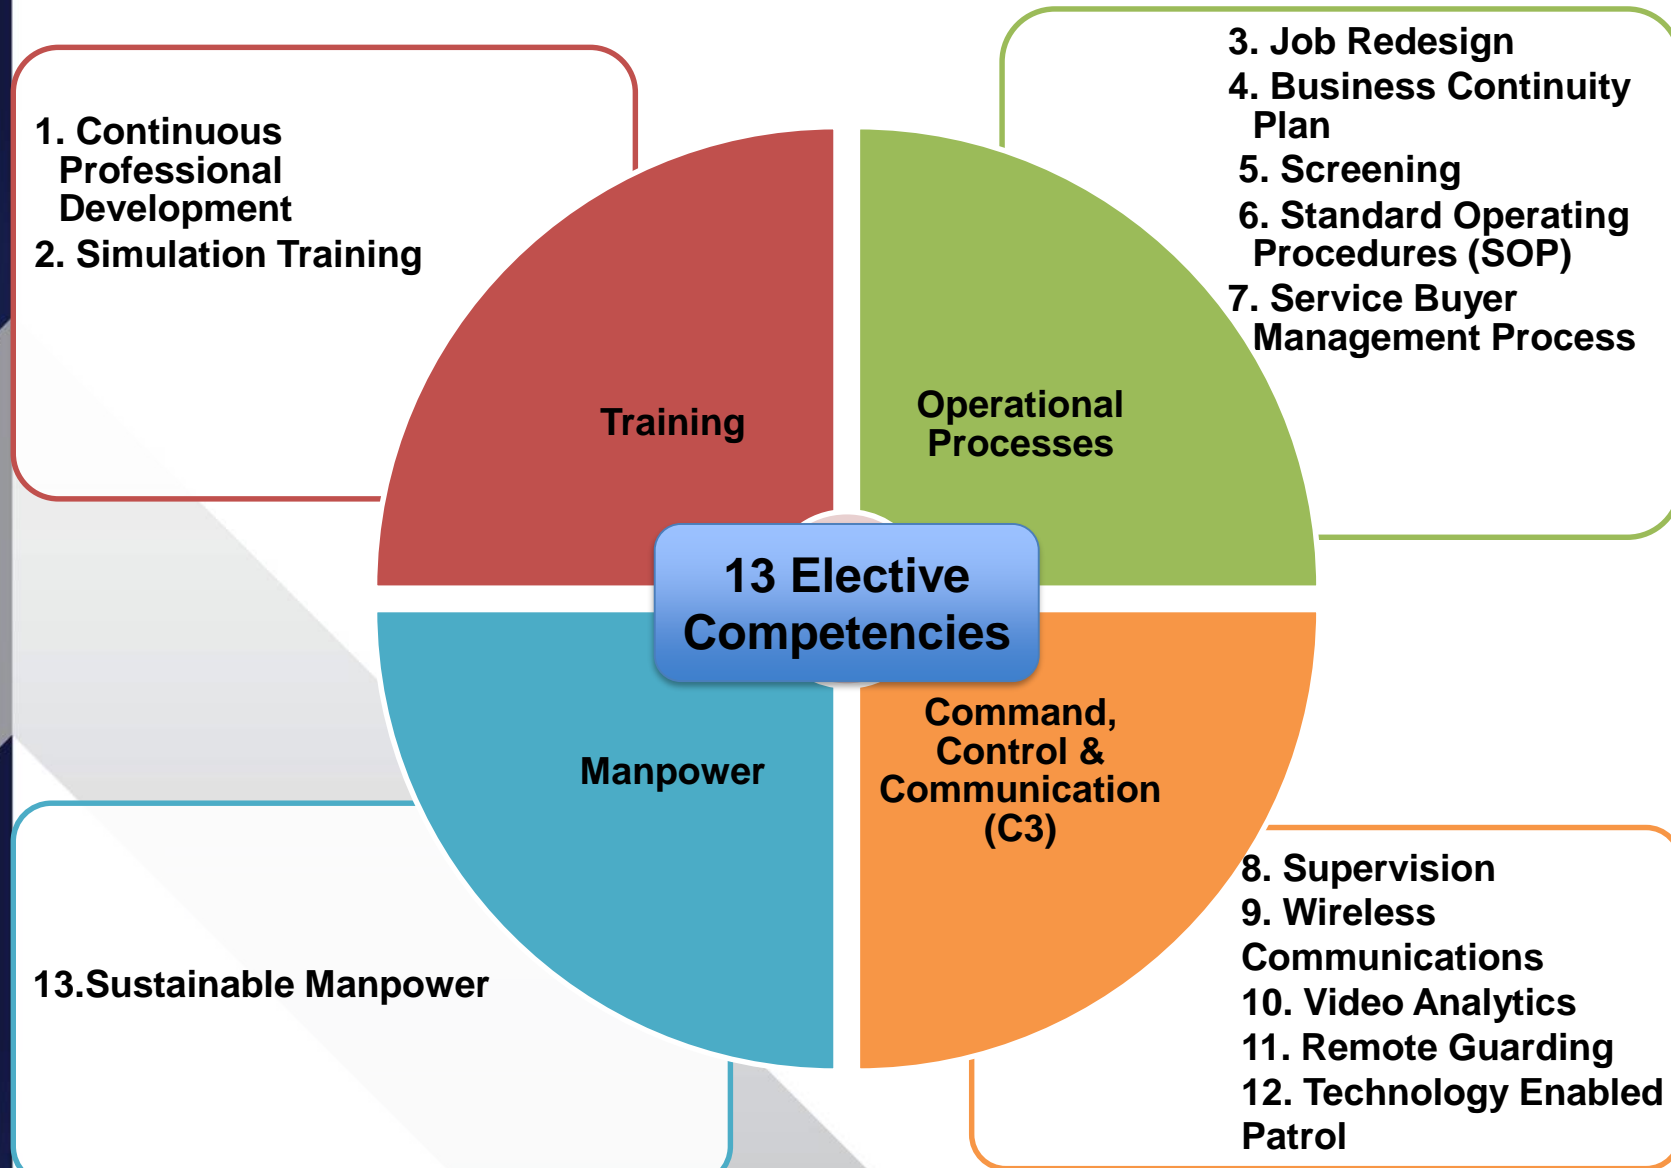 1. Continuous
Professional
Development
2. Simulation Training
3. Job Redesign
4. Business Continuity
Plan
5. Screening
6. Standard Operating
Procedures (SOP)
7. Service Buyer
Management Process
Training
Operational
Processes
13 Elective
Competencies
Manpower
Command,
Control &
Communication
(C3)
13.Sustainable Manpower
8. Supervision
9. Wireless
Communications
10. Video Analytics
11. Remote Guarding
12. Technology Enabled
Patrol